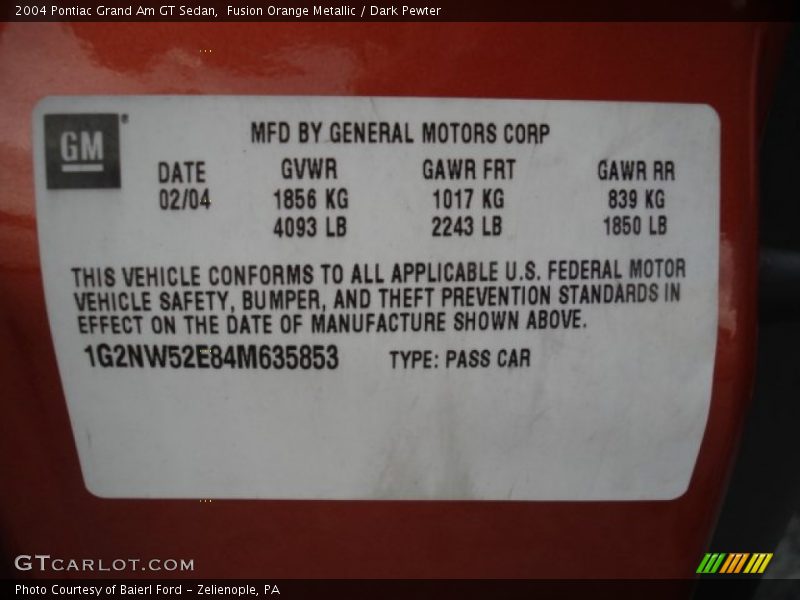 2004 Pontiac Grand Am GT Sedan,  Fusion Orange Metallic / Dark Pewter
GM
MFD BY GENERAL MOTORS CORP
DATE GVWR GAWR FRT GAWR RR
02/04 1856 KG 1017 KG 839 KG
4093 LB 2243 LB 1850 LB
THIS VEHICLE CONFORMS TO ALL APPLICABLE U.S. FEDERAL MOTOR
VEHICLE SAFETY, BUMPER, AND THEFT PREVENTION STANDARDS IN
EFFECT ON THE DATE OF MANUFACTURE SHOWN ABOVE.
1G2NW52E84M635853 TYPE: PASS CAR
GTCARLOT.COM
Photo Courtesy of Baierl Ford - Zelienople, PA